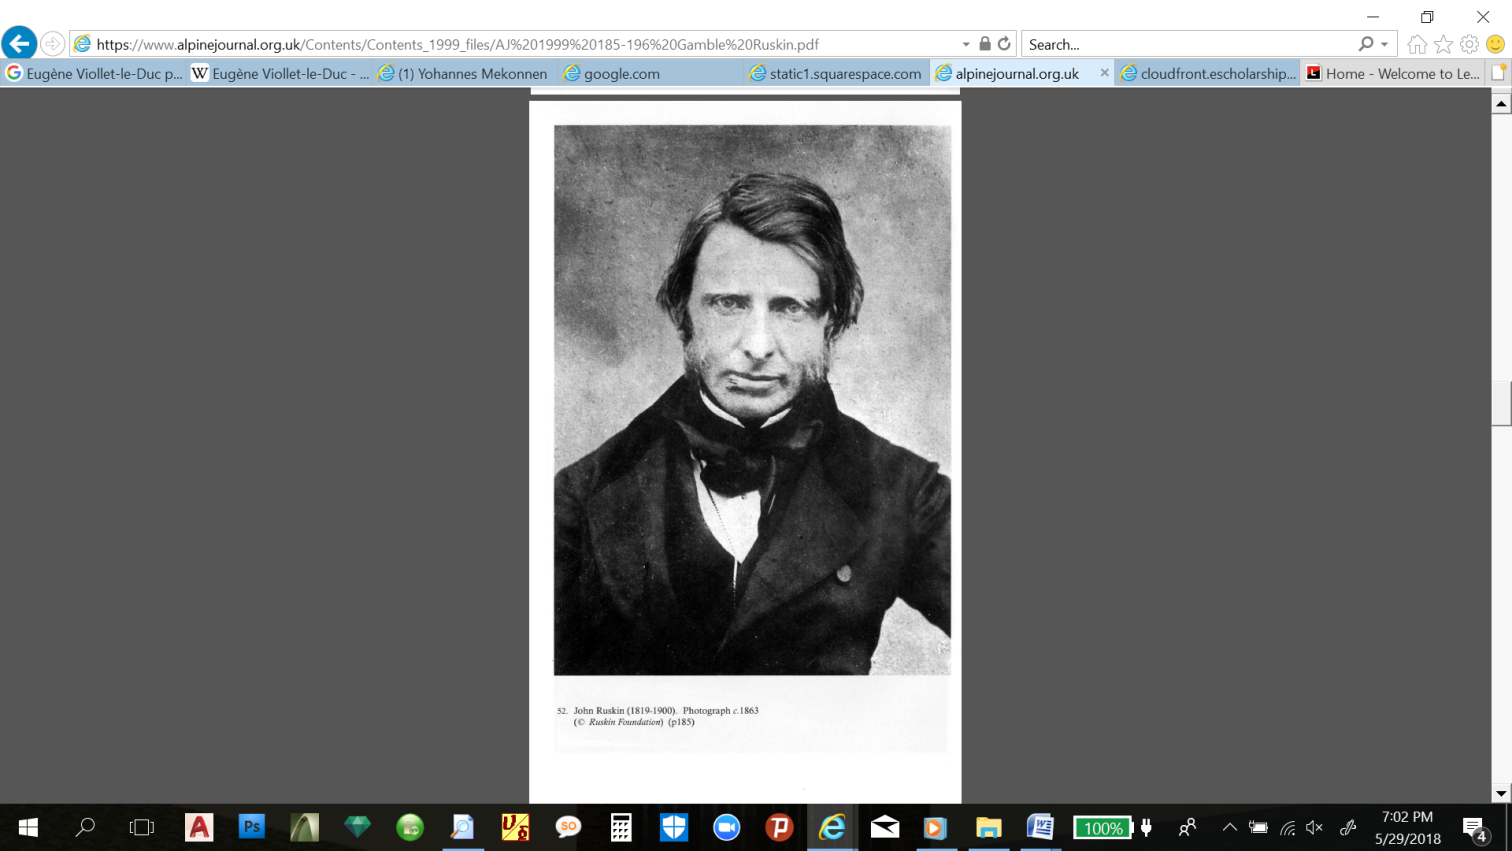 https://www.alpinejournal.org.uk/Contents/Contents_1999_files/AJ%201999%20185-196%20Gamble%20Ruskin.pdf
Search...
Eugène Viollet-le-Duc p...
W Eugène Viollet-le-Duc - ...
(1) Yohannes Mekonnen
google.com
static1.squarespace.com
alpinejournal.org.uk
cloudfront.escholarship...
Home - Welcome to Le...
52. John Ruskin (1819-1900). Photograph c.1863
(© Ruskin Foundation) (p185)
A
Ps
SO
P
W
100%
7:02 PM
5/29/2018
4